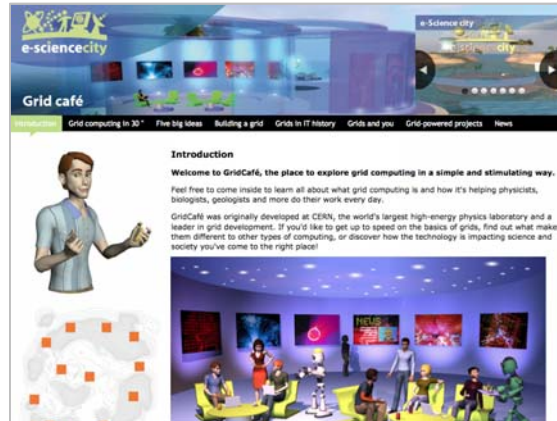 e-Science city
e-sciencecity
Grid café
Introduction Grid computing in 30" Five big ideas Building a grid Grids in IT history Grids and you Grid-powered projects News
Introduction
Welcome to GridCafé, the place to explore grid computing in a simple and stimulating way.
Feel free to come inside to learn all about what grid computing is and how it's helping physicists,
biologists, geologists and more do their work every day.
GridCafé was originally developed at CERN, the world's largest high-energy physics laboratory and a
leader in grid development. If you'd like to get up to speed on the basics of grids, find out what make
them different to other types of computing, or discover how the technology is impacting science and
society you've come to the right place!
NEWS